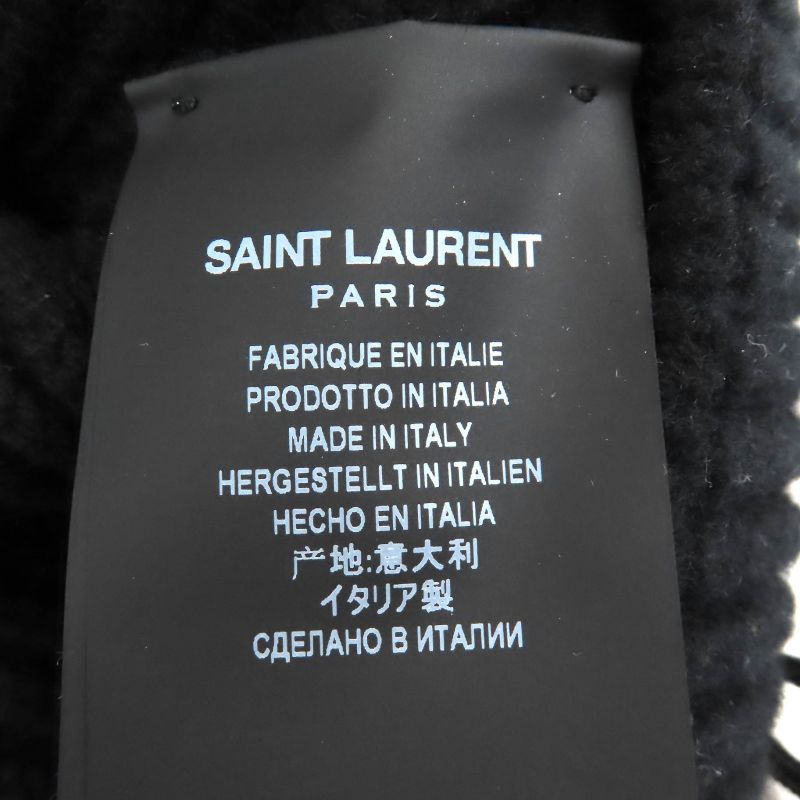 SAINT LAURENT
PARIS
FABRIQUE EN ITALIE
PRODOTTO IN ITALIA
MADE IN ITALY
HERGESTELLT IN ITALIEN
HECHO EN ITALIA
产地:意大利
イタリア製
СДЕЛАНО В ИТАЛИИ